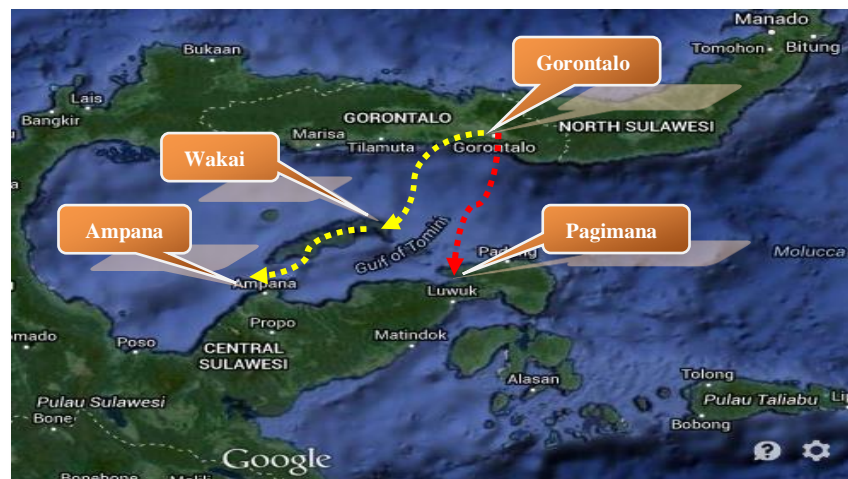 Manado
Bukaan
Tomohon
Bitung
Gorontalo
Lais
Bangkir
GORONTALO
Marisa
Tilamuta
Gorontalo
NORTH SULAWESI
Wakai
Ampana
Pagimana
Gulf of Tomini
Molucca
Ampana
Luwuk
Propo
Poso
CENTRAL
SULAWESI
Matindok
Alasan
Tolong
Pulau Sulawesi
Pulau Taliabu
Bone
Bobong
Google